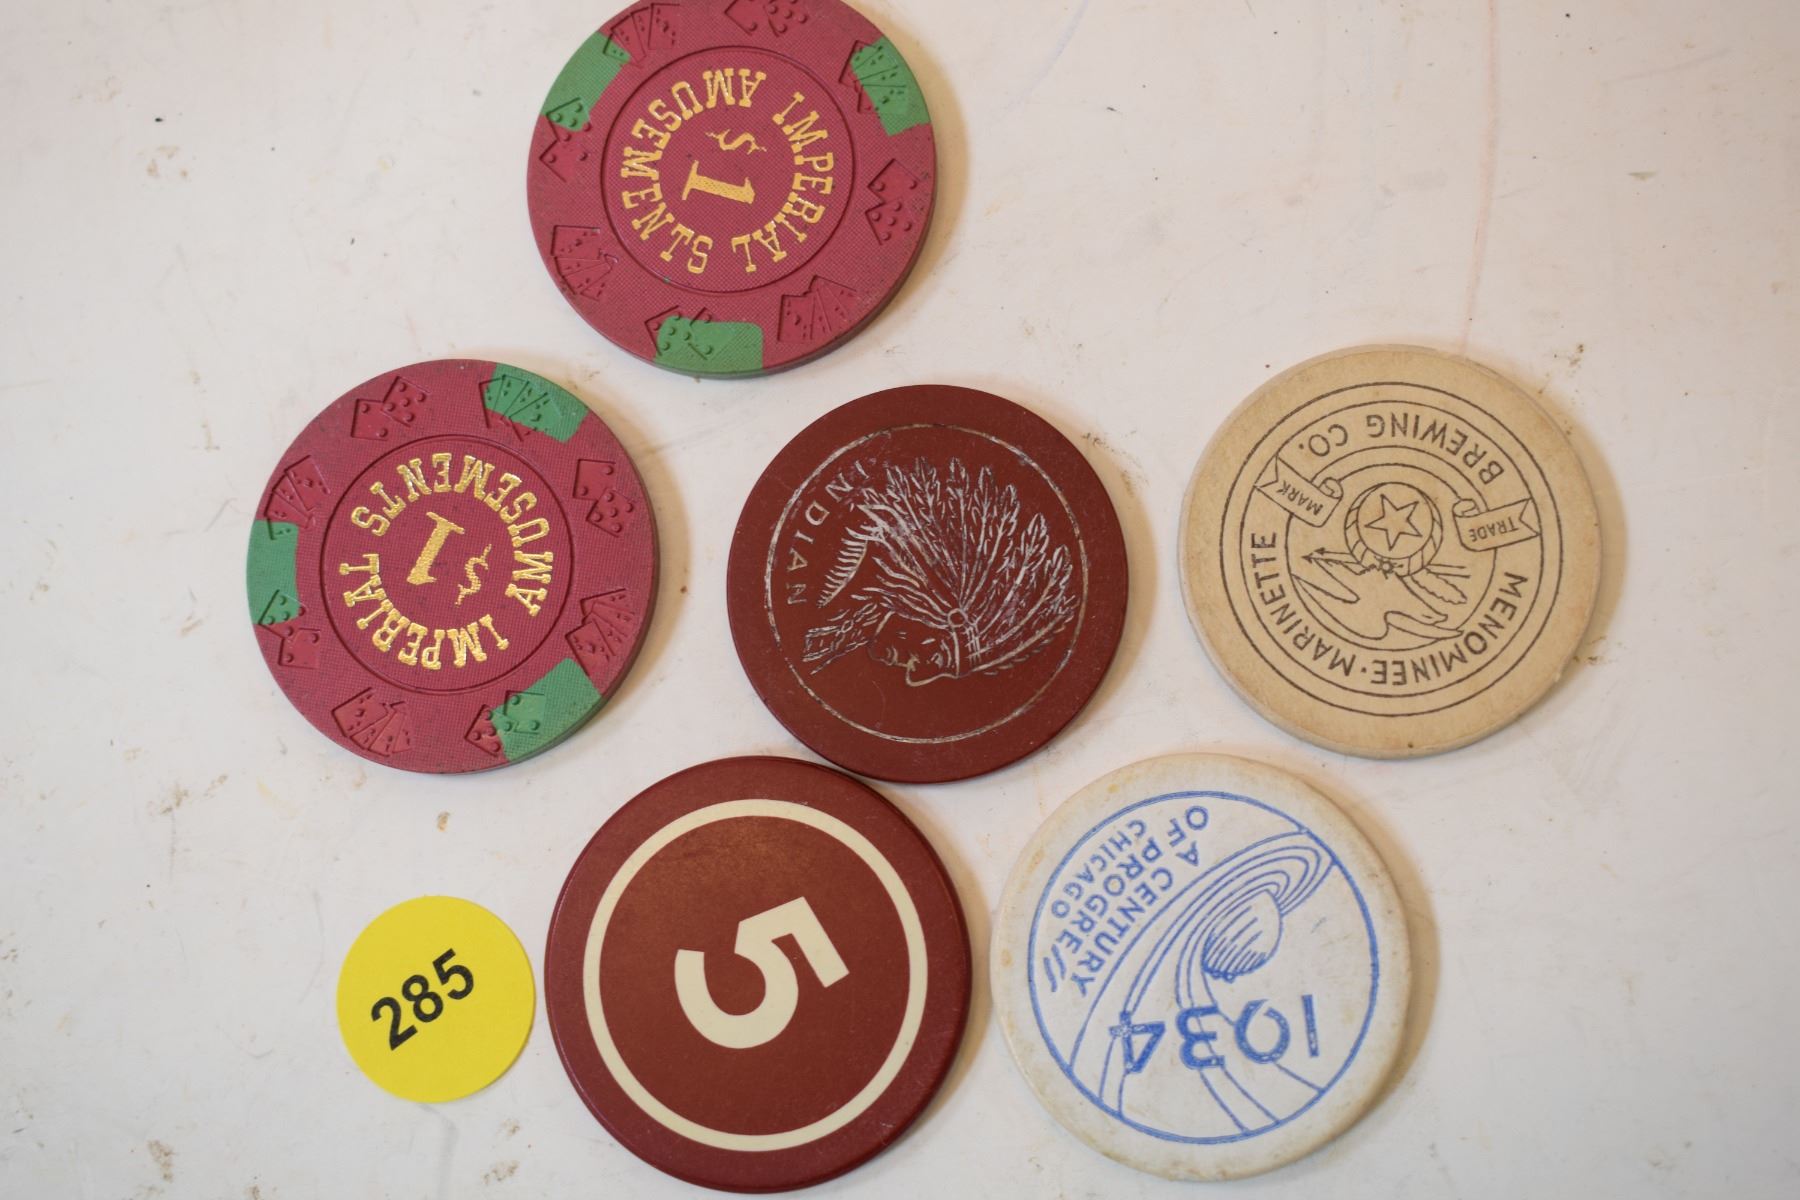 IMPERIAL AMUSEMENTS
$1
IMPERIAL AMUSEMENTS
$1
INDIAN
MENOMINEE-MARINETTE
BREWING CO.
TRADE
MARK
5
A CENTURY
OF PROGRESS
CHICAGO
1934
285